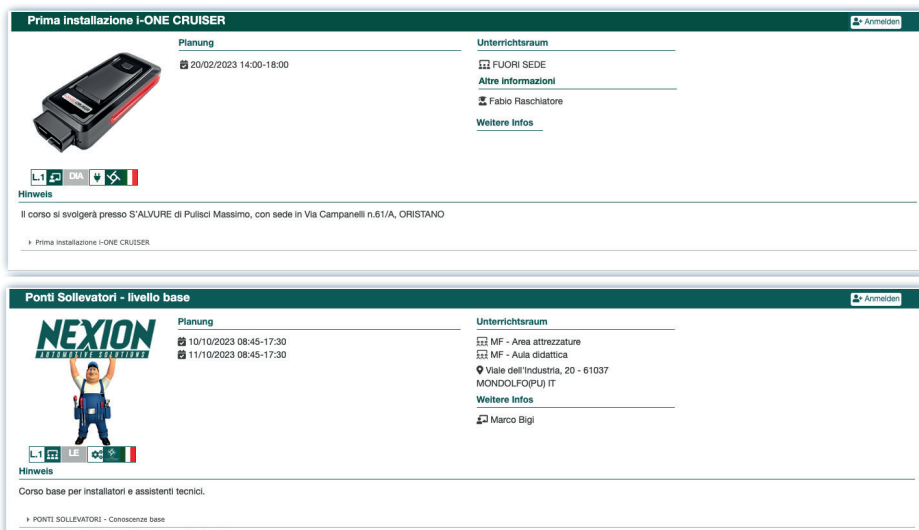 Prima installazione i-ONE CRUISER
Anmelden
Planung
20/02/2023 14:00-18:00
Unterrichtsraum
FUORI SEDE
Altre informazioni
Fabio Raschiatore
Weitere Infos
L.1 DIA
Hinweis
Il corso si svolgerà presso S'ALVURE di Pulisci Massimo, con sede in Via Campanelli n.61/A, ORISTANO
Prima installazione i-ONE CRUISER
Ponti Sollevatori - livello base
Anmelden
NEXION
AUTOMOTIVE SOLUTIONS
Planung
10/10/2023 08:45-17:30
11/10/2023 08:45-17:30
Unterrichtsraum
MF - Area attrezzature
MF - Aula didattica
Viale dell'Industria, 20 - 61037
MONDOLFO(PU) IT
Weitere Infos
Marco Bigi
L.1 LE
Hinweis
Corso base per installatori e assistenti tecnici.
PONTI SOLLEVATORI - Conoscenze base